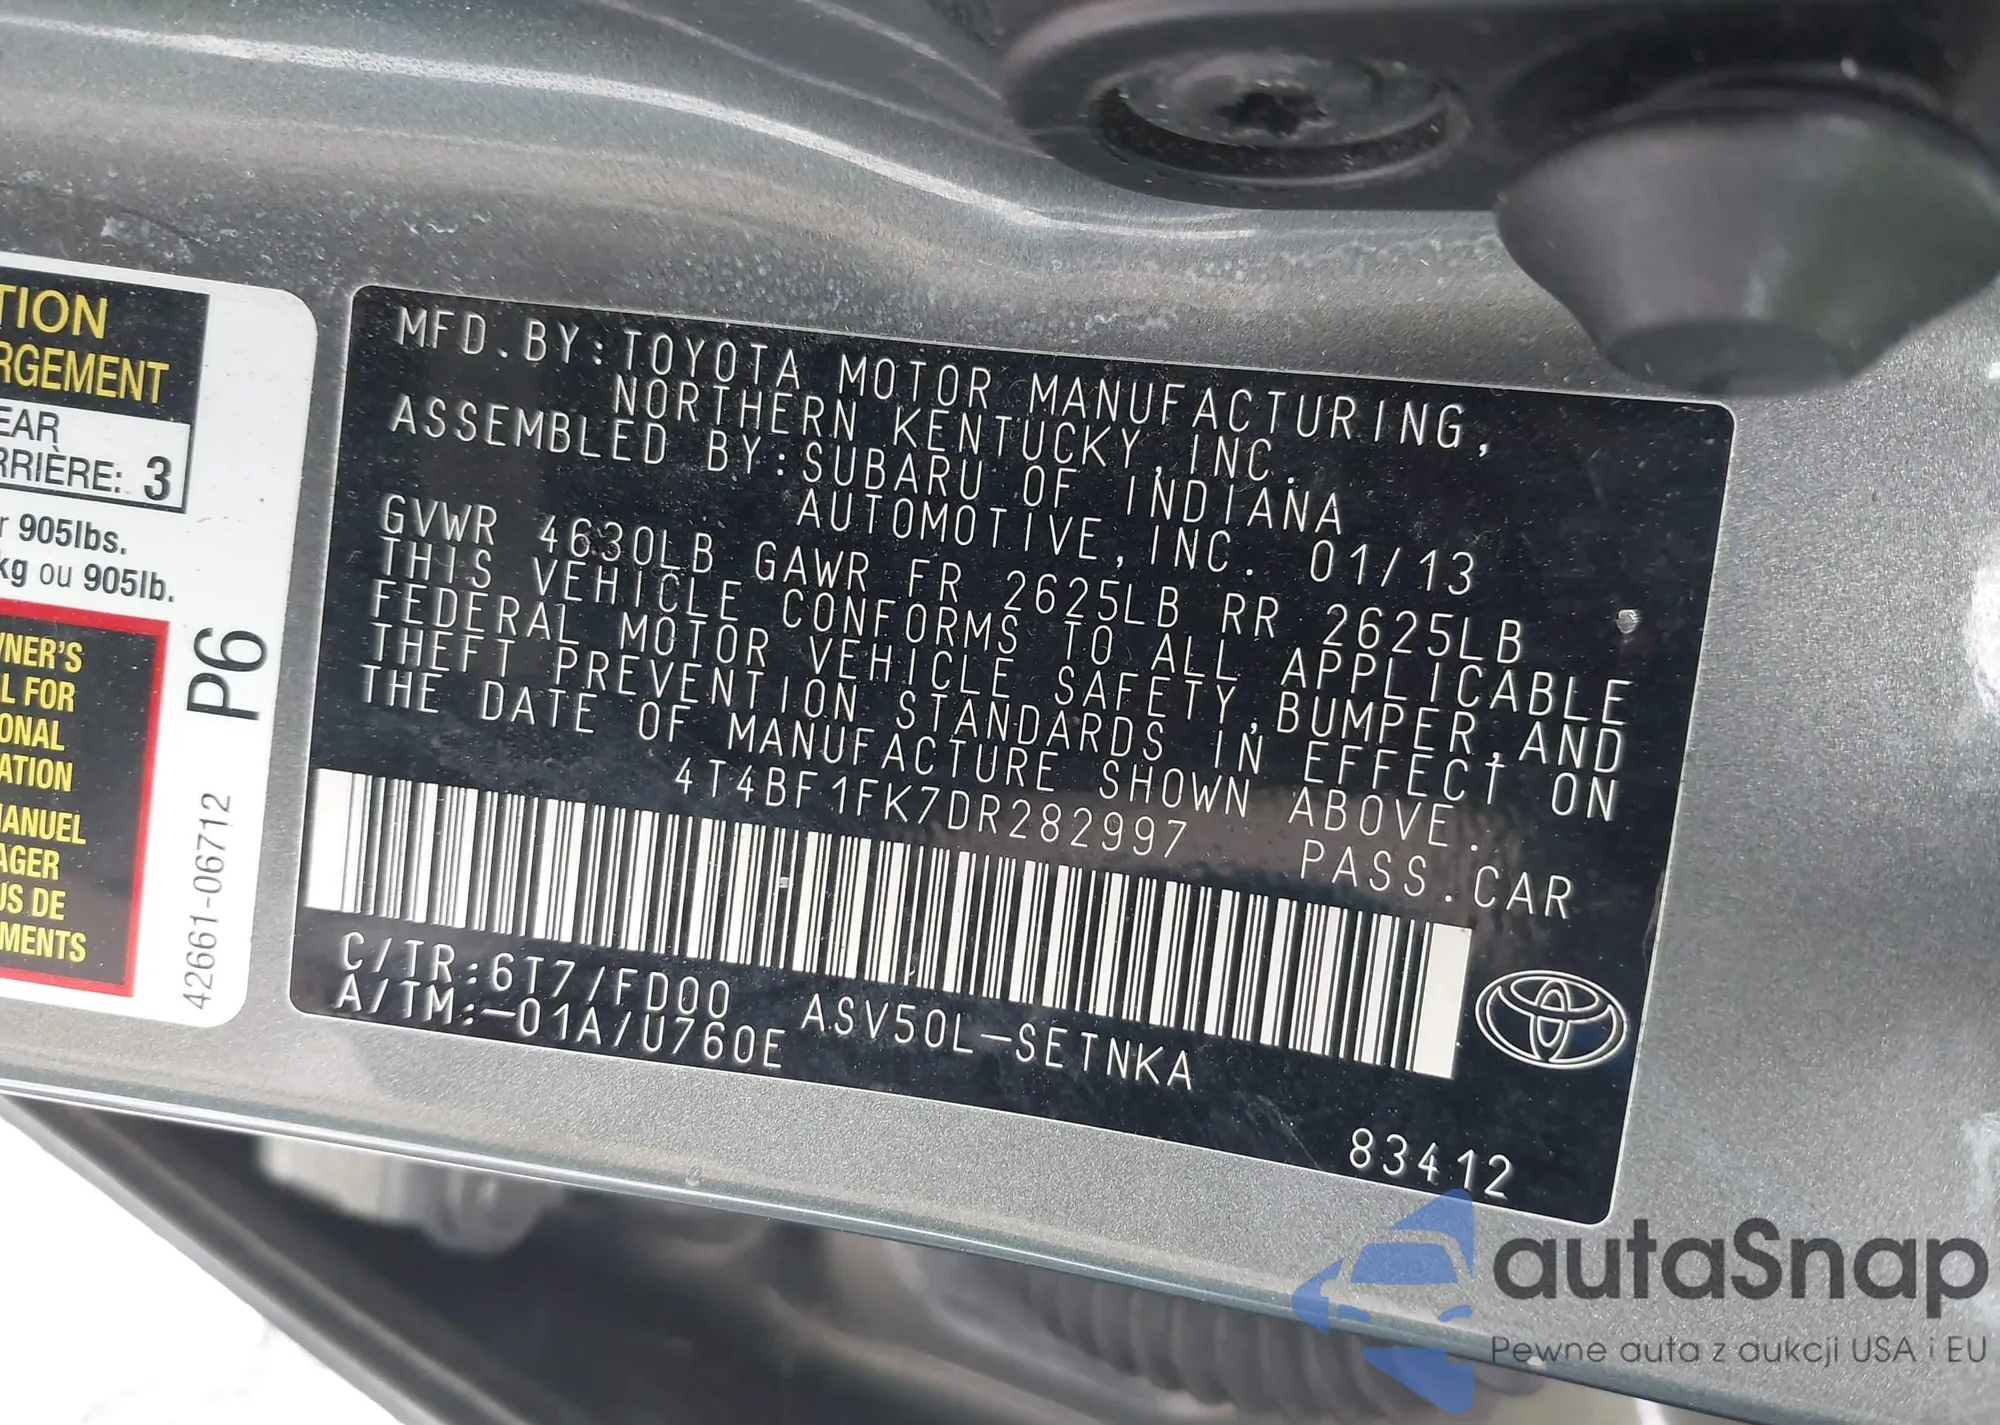 TION
RGEMENT
EAR
RRIÈRE: 3
r 905lbs.
kg ou 905lb.
WNER'S
L FOR
ONAL
ATION
MANUEL
AGER
US DE
MENTS
P6
42661-06712
MFD.BY:TOYOTA MOTOR MANUFACTURING,
NORTHERN KENTUCKY,INC.
ASSEMBLED BY:SUBARU OF INDIANA
AUTOMOTIVE,INC. 01/13
GVWR 4630LB GAWR FR 2625LB RR 2625LB
THIS VEHICLE CONFORMS TO ALL APPLICABLE
FEDERAL MOTOR VEHICLE SAFETY,BUMPER,AND
THEFT PREVENTION STANDARDS IN EFFECT ON
THE DATE OF MANUFACTURE SHOWN ABOVE.
4T4BF1FK7DR282997 PASS.CAR
C/TR:6T7/FD00 ASV50L-SETNKA
A/TM:-01A/U760E
83412
autaSnap
Pewne auta z aukcji USA i EU